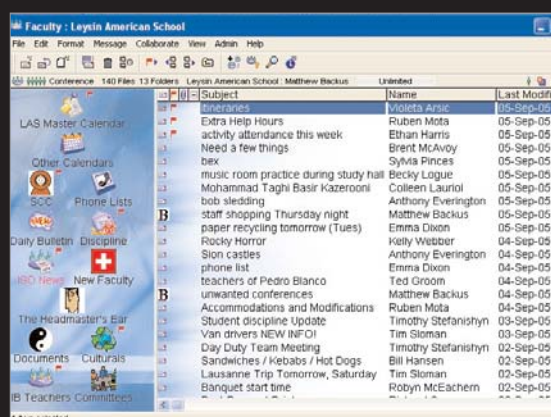 Faculty : Leysin American School
File Edit Format Message Collaborate View Admin Help
Conference 140 Files 13 Folders Leysin American School : Matthew Backus Unlimited
Subject Name Last Modifi
itineraries Violeta Arsic 05-Sep-05
Extra Help Hours Ruben Mota 05-Sep-05
activity attendance this week Ethan Harris 05-Sep-05
Need a few things Brent McAvoy 05-Sep-05
bex Sylvia Pinces 05-Sep-05
music room practice during study hall Becky Logue 05-Sep-05
Mohammad Taghi Basir Kazerooni Colleen Lauriol 05-Sep-05
bob sledding Anthony Everington 05-Sep-05
B staff shopping Thursday night Matthew Backus 05-Sep-05
paper recycling tomorrow (Tues) Emma Dixon 05-Sep-05
Rocky Horror Kelly Webber 04-Sep-05
Sion castles Anthony Everington 04-Sep-05
phone list Emma Dixon 04-Sep-05
teachers of Pedro Blanco Ted Groom 04-Sep-05
B unwanted conferences Matthew Backus 04-Sep-05
Accommodations and Modifications Ruben Mota 04-Sep-05
Student discipline Update Timothy Stefanishyn 03-Sep-05
Van drivers NEW INFO! Tim Sloman 03-Sep-05
Day Duty Team Meeting Timothy Stefanishyn 02-Sep-05
Sandwiches / Kebabs / Hot Dogs Bill Hansen 02-Sep-05
Lausanne Trip Tomorrow, Saturday Tim Sloman 02-Sep-05
Banquet start time Robyn McEachern 02-Sep-05
LAS Master Calendar
Other Calendars
SCC Phone Lists
Daily Bulletin Discipline
News New Faculty
The Headmaster's Ear
Documents Culturals
IB Teachers Committees